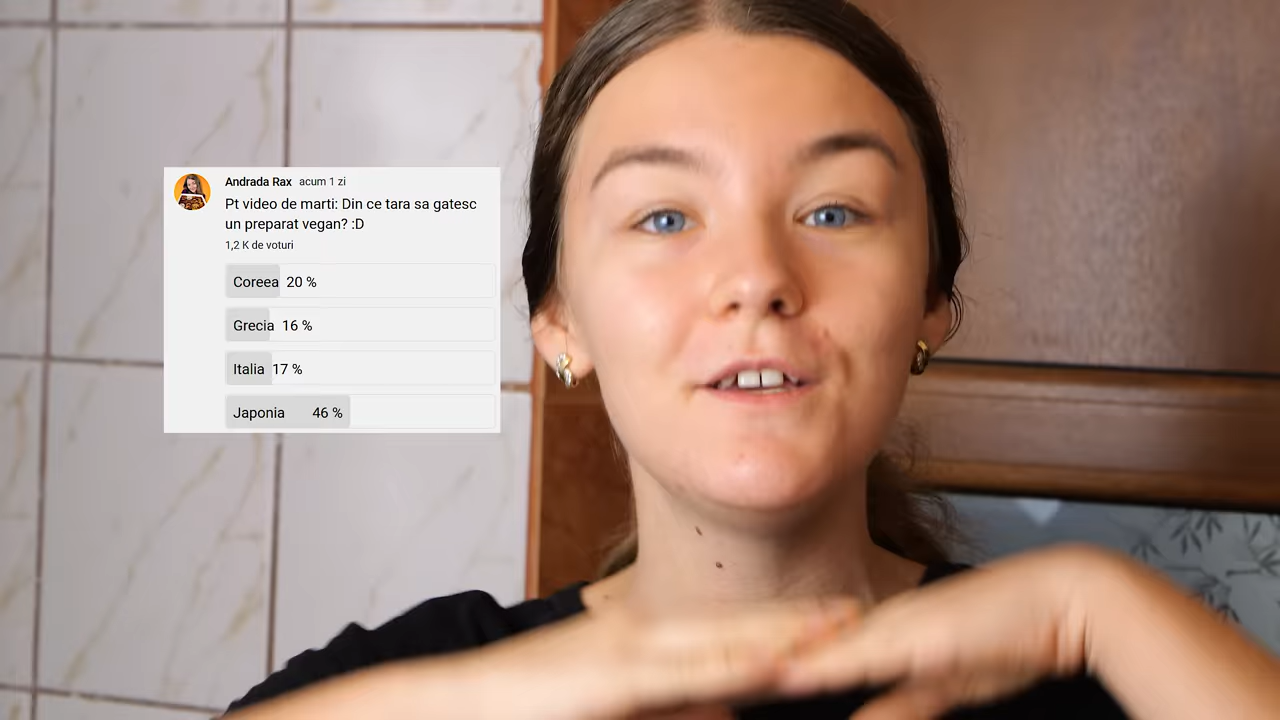 Andrada Rax acum 1 zi
Pt video de marti: Din ce tara sa gatesc
un preparat vegan? :D
1,2 K de voturi
Coreea 20 %
Grecia 16 %
Italia 17 %
Japonia 46 %